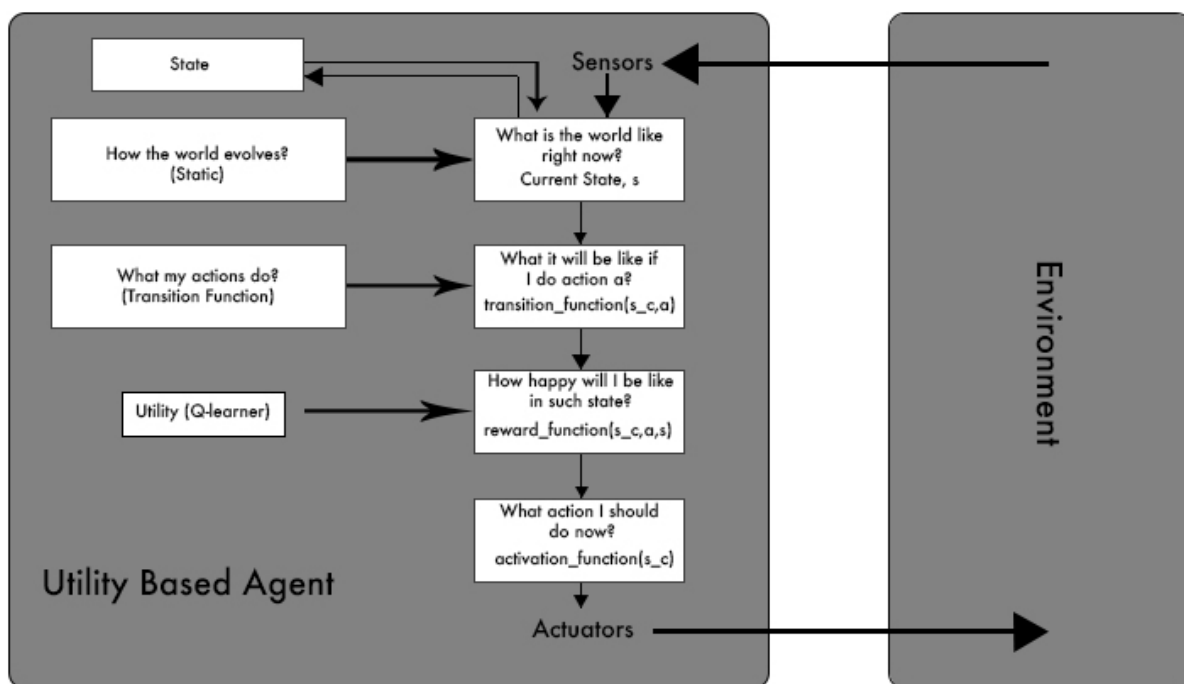 State
Sensors
How the world evolves?
(Static)
What is the world like
right now?
Current State, s
What my actions do?
(Transition Function)
What it will be like if
I do action a?
transition_function(s_c,a)
Utility (Q-learner)
How happy will I be like
in such state?
reward_function(s_c,a,s)
What action I should
do now?
activation_function(s_c)
Utility Based Agent
Actuators
Environment